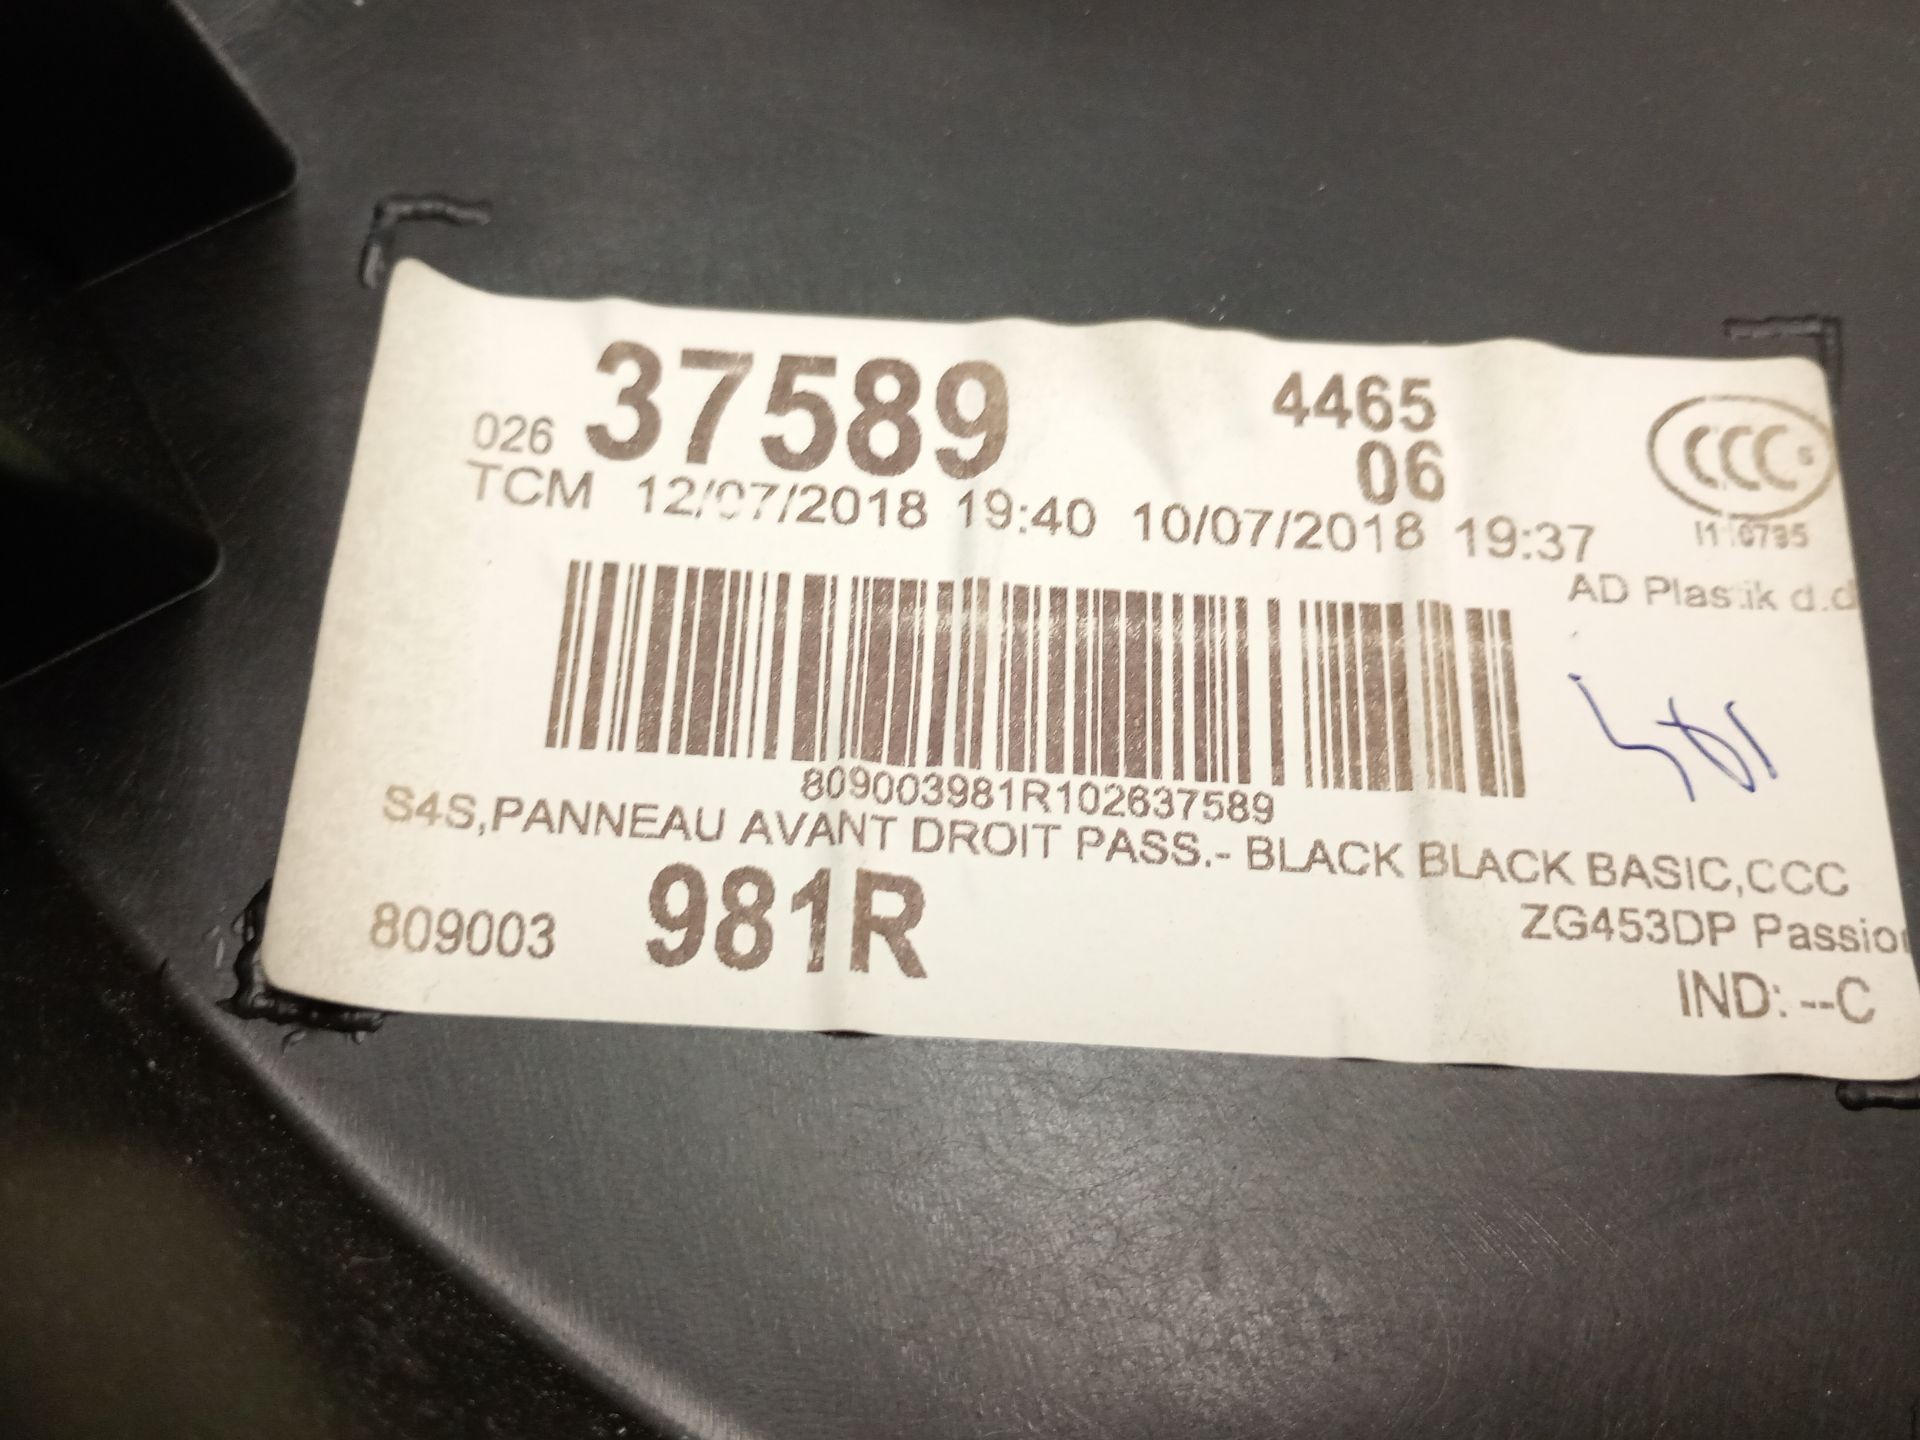 026 37589 4465
06
CCC S
TCM 12/07/2018 19:40 10/07/2018 19:37
AD Plastik d.d
809003981R102637589
S4S,PANNEAU AVANT DROIT PASS.- BLACK BLACK BASIC,CCC
809003 981R
ZG453DP Passion
IND: --C